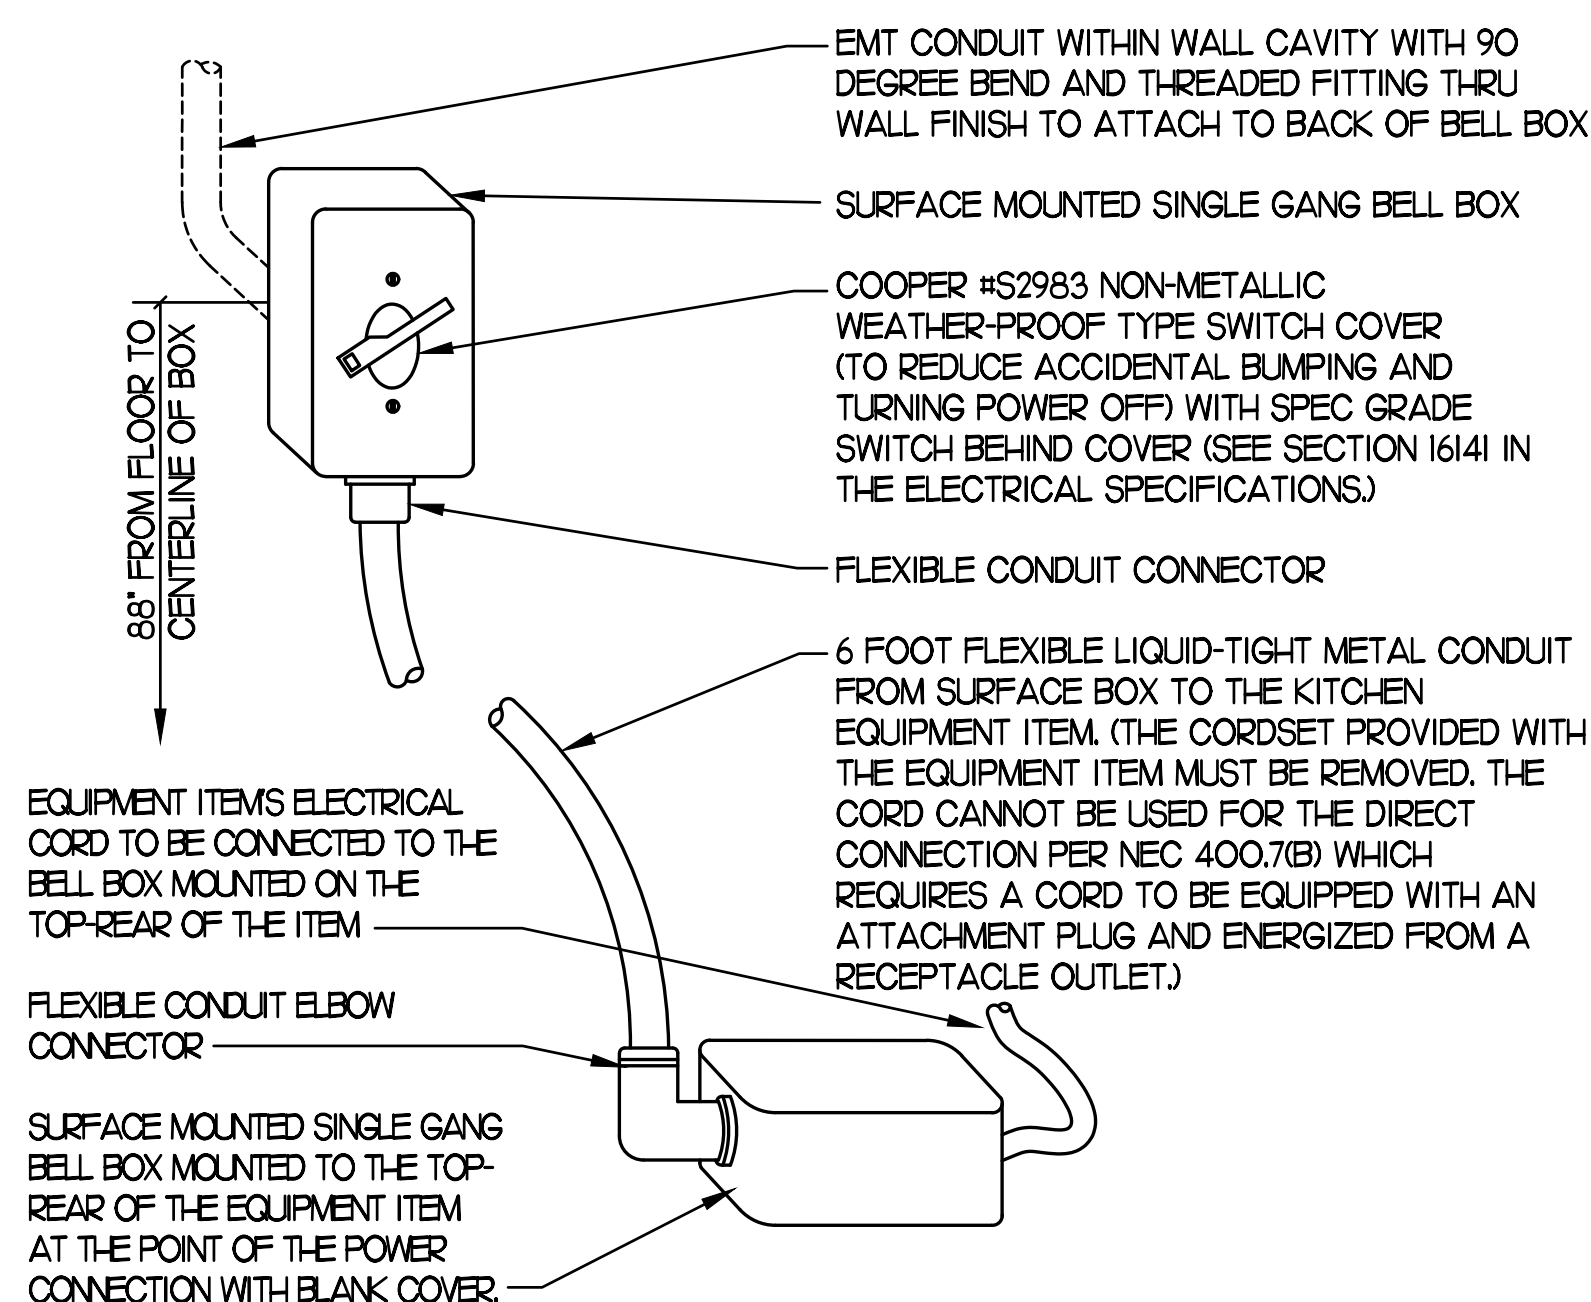 EMT CONDUIT WITHIN WALL CAVITY WITH 90
DEGREE BEND AND THREADED FITTING THRU
WALL FINISH TO ATTACH TO BACK OF BELL BOX
SURFACE MOUNTED SINGLE GANG BELL BOX
COOPER #S2983 NON-METALLIC
WEATHER-PROOF TYPE SWITCH COVER
(TO REDUCE ACCIDENTAL BUMPING AND
TURNING POWER OFF) WITH SPEC GRADE
SWITCH BEHIND COVER (SEE SECTION 16141 IN
THE ELECTRICAL SPECIFICATIONS.)
88" FROM FLOOR TO
CENTERLINE OF BOX
FLEXIBLE CONDUIT CONNECTOR
6 FOOT FLEXIBLE LIQUID-TIGHT METAL CONDUIT
FROM SURFACE BOX TO THE KITCHEN
EQUIPMENT ITEM. (THE CORDSET PROVIDED WITH
THE EQUIPMENT ITEM MUST BE REMOVED. THE
CORD CANNOT BE USED FOR THE DIRECT
CONNECTION PER NEC 400.7(B) WHICH
REQUIRES A CORD TO BE EQUIPPED WITH AN
ATTACHMENT PLUG AND ENERGIZED FROM A
RECEPTACLE OUTLET.)
EQUIPMENT ITEM'S ELECTRICAL
CORD TO BE CONNECTED TO THE
BELL BOX MOUNTED ON THE
TOP-REAR OF THE ITEM
FLEXIBLE CONDUIT ELBOW
CONNECTOR
SURFACE MOUNTED SINGLE GANG
BELL BOX MOUNTED TO THE TOP-
REAR OF THE EQUIPMENT ITEM
AT THE POINT OF THE POWER
CONNECTION WITH BLANK COVER.